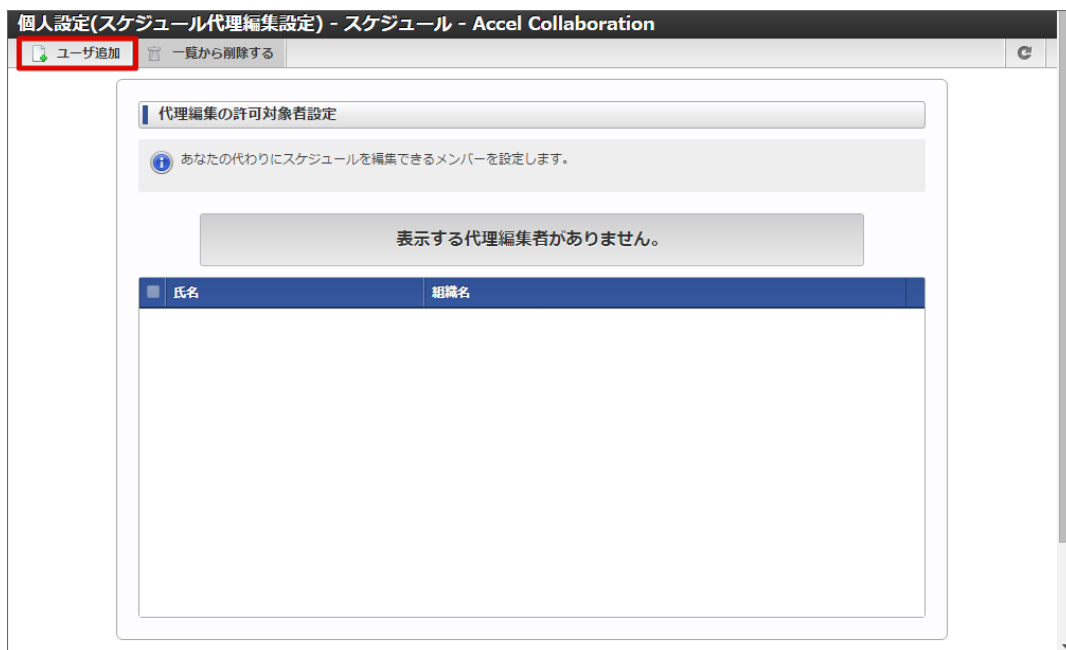 個人設定(スケジュール代理編集設定) - スケジュール - Accel Collaboration
ユーザ追加 一覧から削除する
代理編集の許可対象者設定
あなたの代わりにスケジュールを編集できるメンバーを設定します。
表示する代理編集者がありません。
氏名 組織名